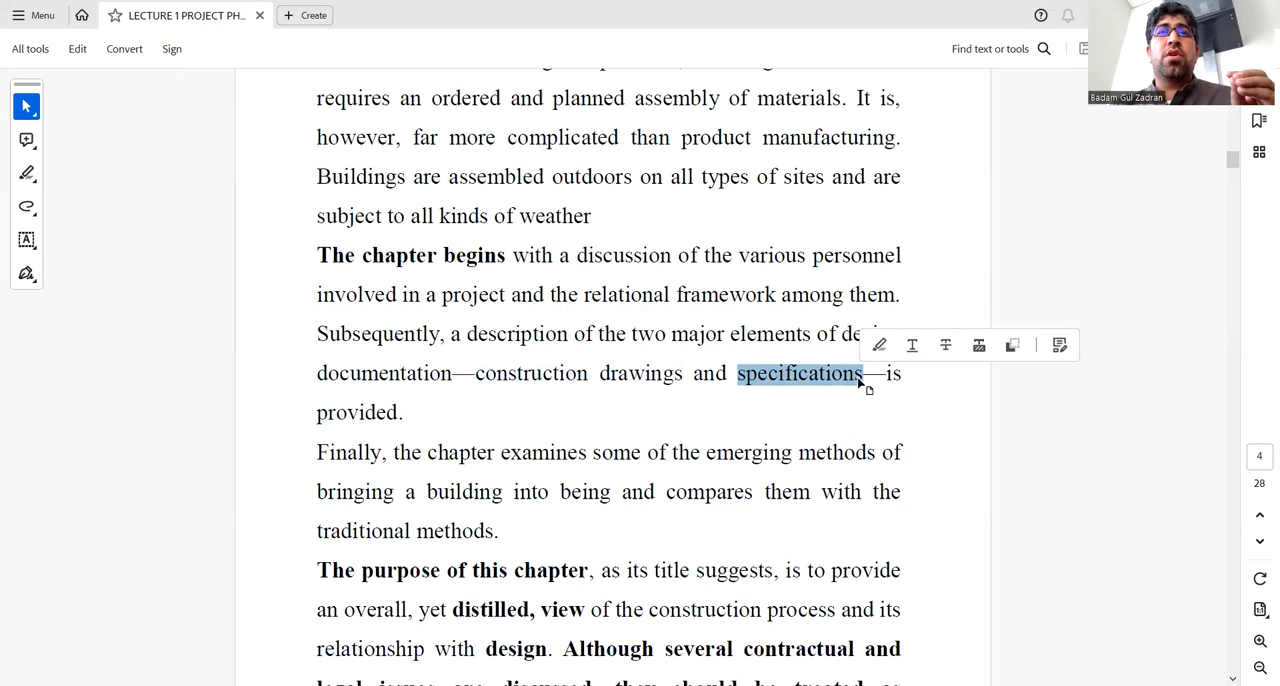 Menu
LECTURE 1 PROJECT PH...
Create
All tools
Edit
Convert
Sign
Find text or tools
Badam Gul Zadran
requires an ordered and planned assembly of materials. It is,
however, far more complicated than product manufacturing.
Buildings are assembled outdoors on all types of sites and are
subject to all kinds of weather
The chapter begins with a discussion of the various personnel
involved in a project and the relational framework among them.
Subsequently, a description of the two major elements of
documentation—construction drawings and specifications—is
provided.
Finally, the chapter examines some of the emerging methods of
bringing a building into being and compares them with the
traditional methods.
The purpose of this chapter, as its title suggests, is to provide
an overall, yet distilled, view of the construction process and its
relationship with design. Although several contractual and
4
28